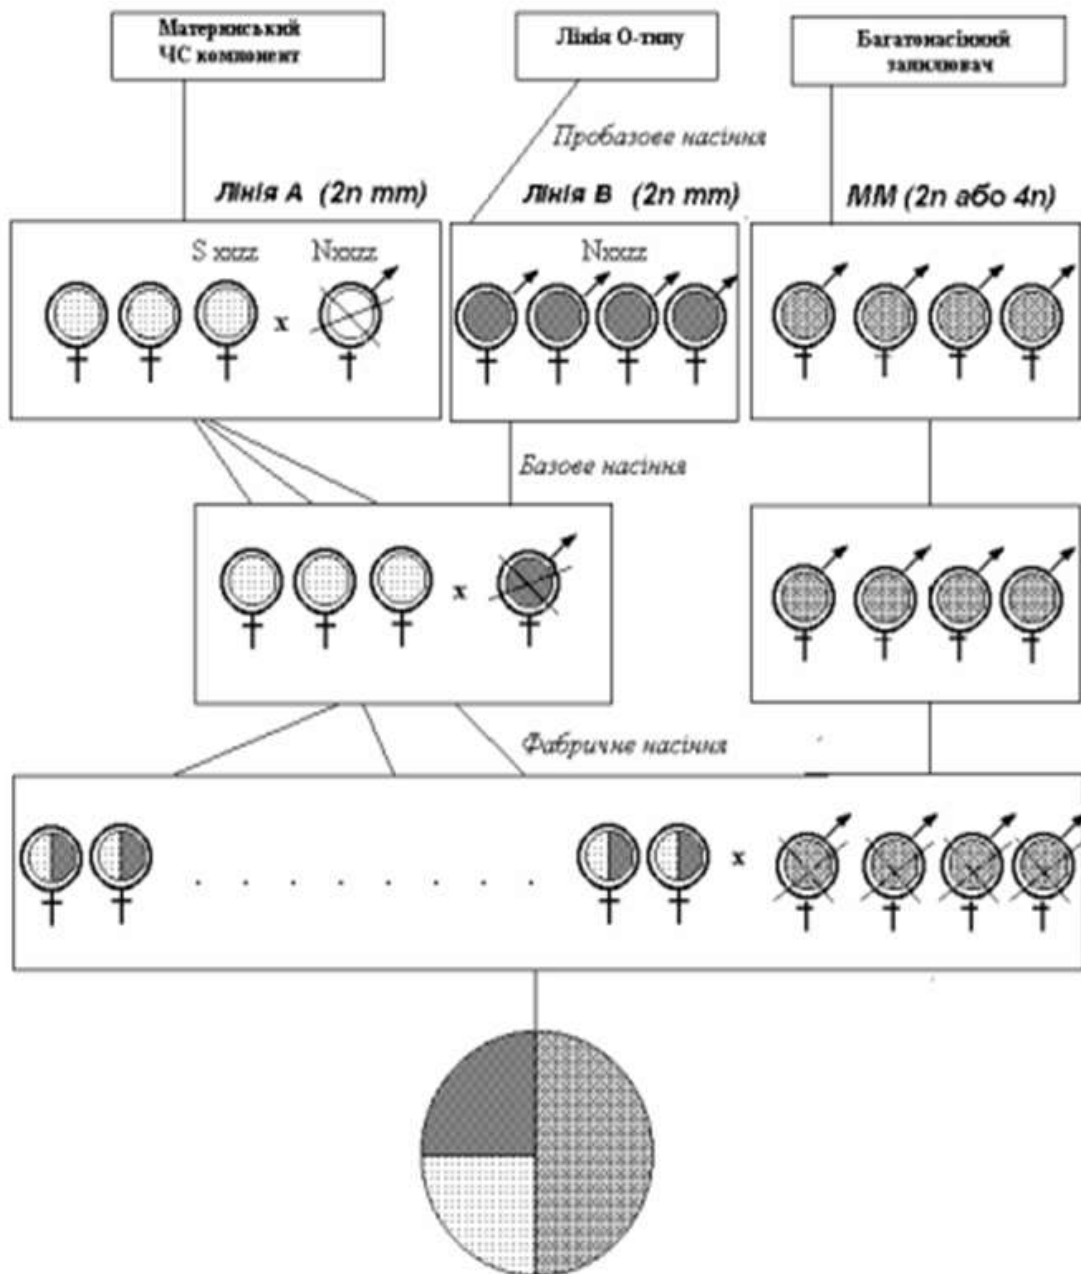 Материнський
ЧС компонент
Лінія О-типу
Багатонасінний
запилювач
Пробазове насіння
Лінія А (2n mm)
Лінія В (2n mm)
ММ (2n або 4n)
S xxzz
Nxxzz
Nxxzz
x
Базове насіння
x
Фабричне насіння
x